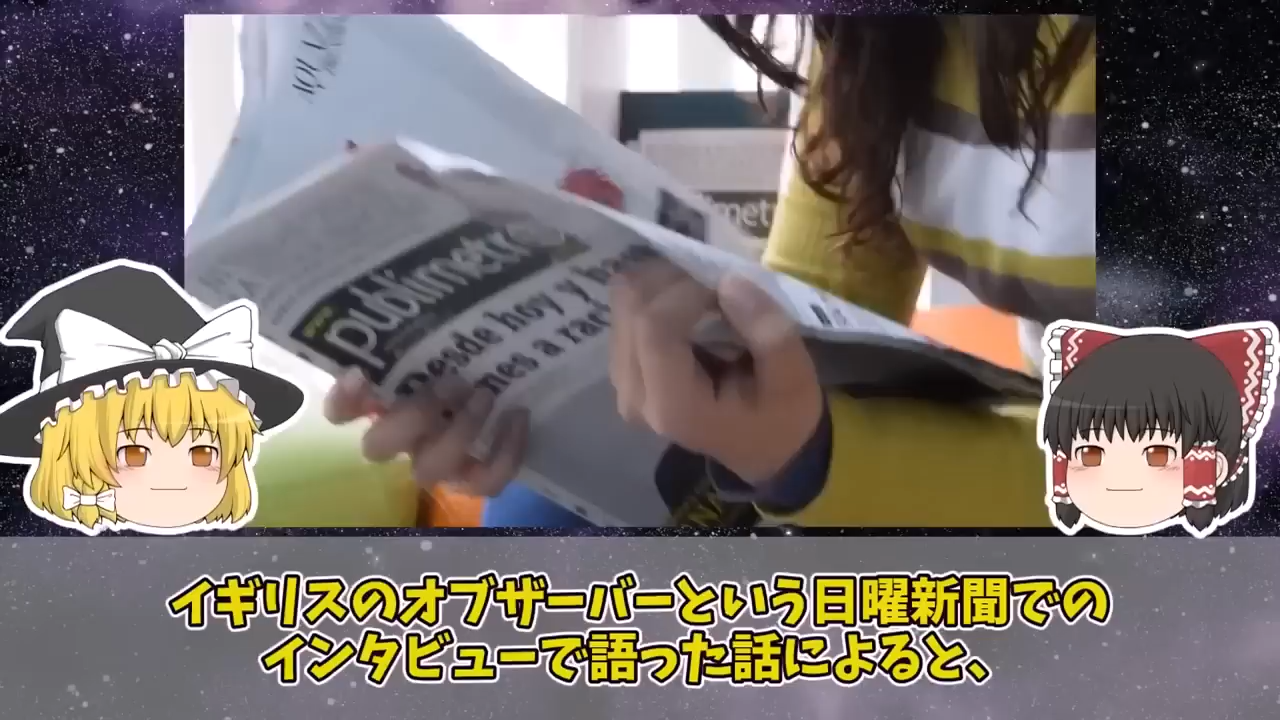 publimetro
Desde hoy y
イギリスのオブザーバーという日曜新聞での
インタビューで語った話によると、